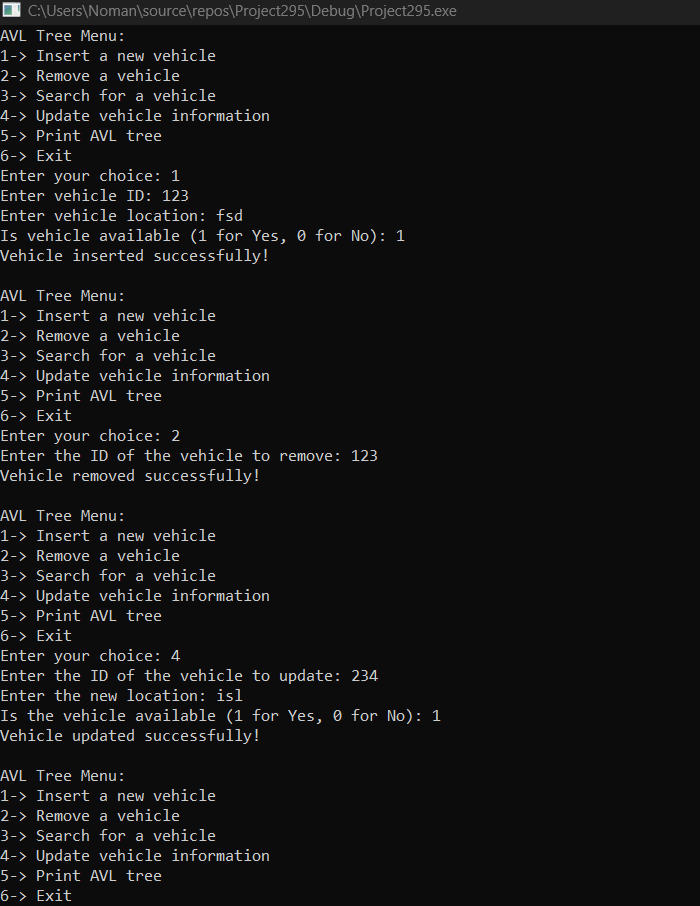 C:\Users\Noman\source\repos\Project295\Debug\Project295.exe
AVL Tree Menu:
1-> Insert a new vehicle
2-> Remove a vehicle
3-> Search for a vehicle
4-> Update vehicle information
5-> Print AVL tree
6-> Exit
Enter your choice: 1
Enter vehicle ID: 123
Enter vehicle location: fsd
Is vehicle available (1 for Yes, 0 for No): 1
Vehicle inserted successfully!

AVL Tree Menu:
1-> Insert a new vehicle
2-> Remove a vehicle
3-> Search for a vehicle
4-> Update vehicle information
5-> Print AVL tree
6-> Exit
Enter your choice: 2
Enter the ID of the vehicle to remove: 123
Vehicle removed successfully!

AVL Tree Menu:
1-> Insert a new vehicle
2-> Remove a vehicle
3-> Search for a vehicle
4-> Update vehicle information
5-> Print AVL tree
6-> Exit
Enter your choice: 4
Enter the ID of the vehicle to update: 234
Enter the new location: isl
Is the vehicle available (1 for Yes, 0 for No): 1
Vehicle updated successfully!

AVL Tree Menu:
1-> Insert a new vehicle
2-> Remove a vehicle
3-> Search for a vehicle
4-> Update vehicle information
5-> Print AVL tree
6-> Exit